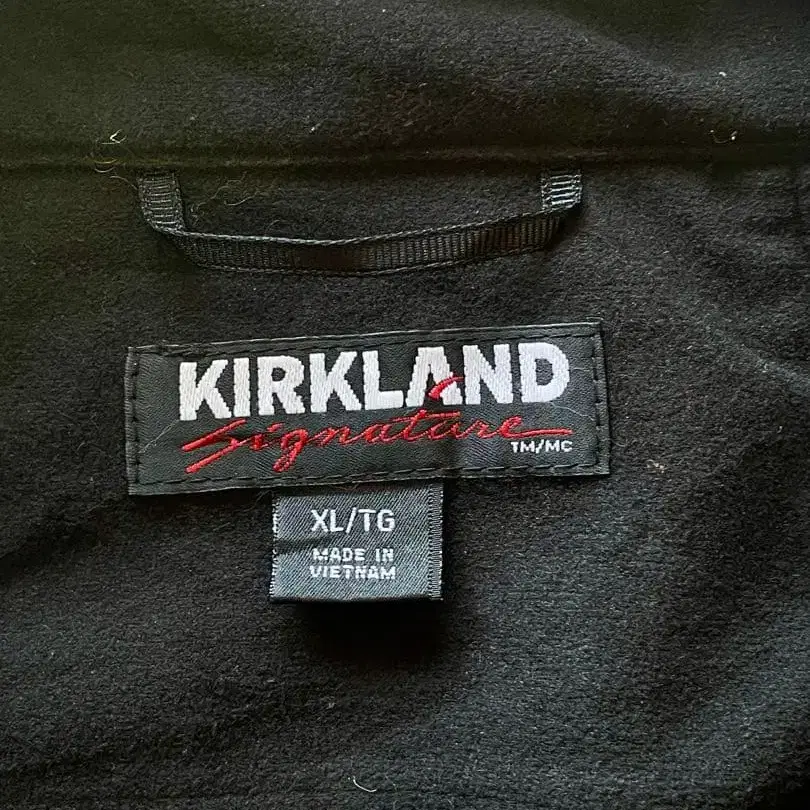 KIRKLAND
Signature
TM/MC
XL/TG
MADE IN
VIETNAM